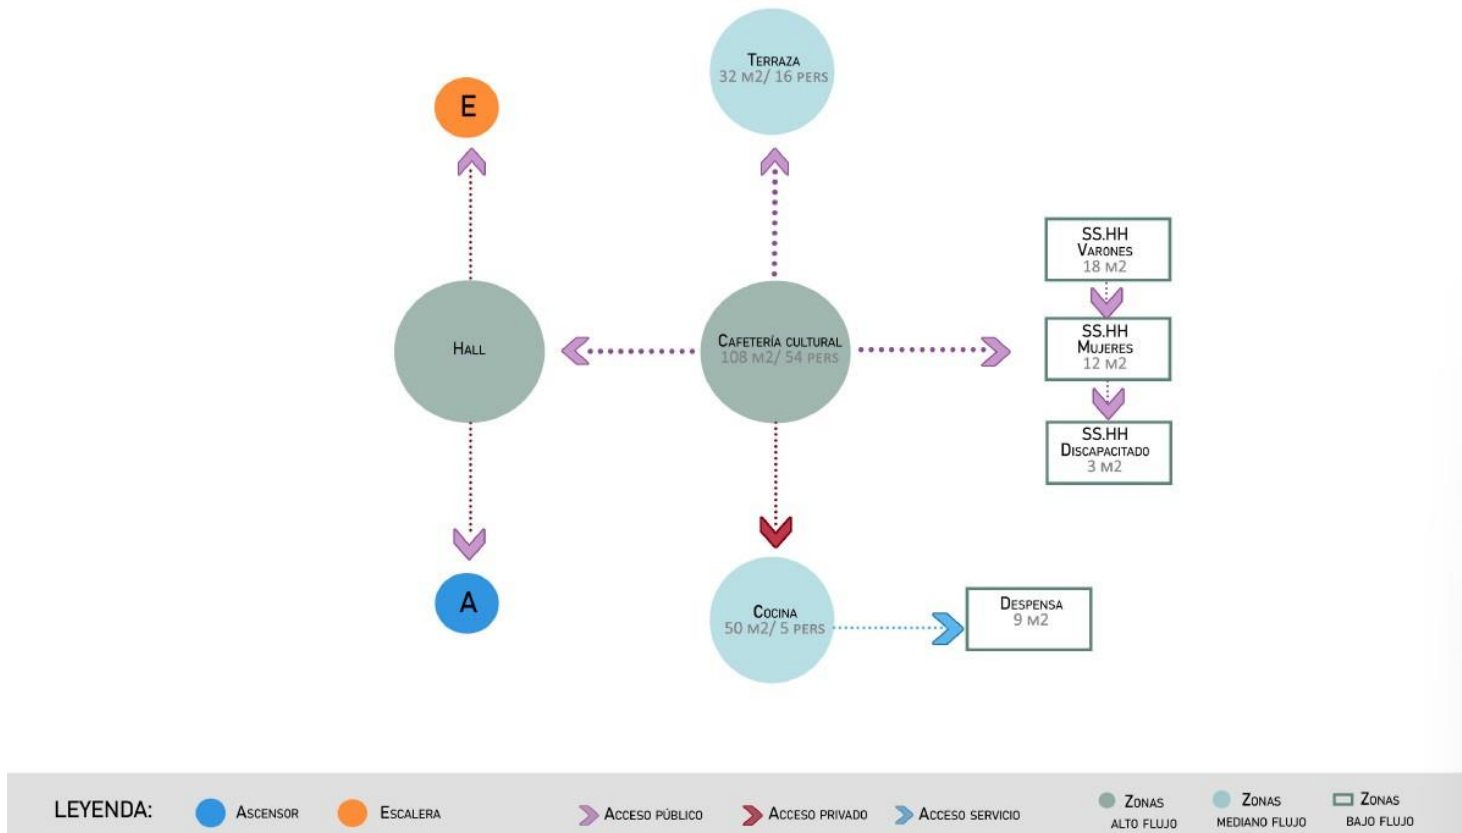 Terraza
32 m2/ 16 pers
E
SS.HH
Varones
18 m2
Hall
Cafetería cultural
108 m2/ 54 pers
SS.HH
Mujeres
12 m2
SS.HH
Discapacitado
3 m2
A
Cocina
50 m2/ 5 pers
Despensa
9 m2
LEYENDA:
Ascensor
Escalera
Acceso público
Acceso privado
Acceso servicio
Zonas
alto flujo
Zonas
mediano flujo
Zonas
bajo flujo